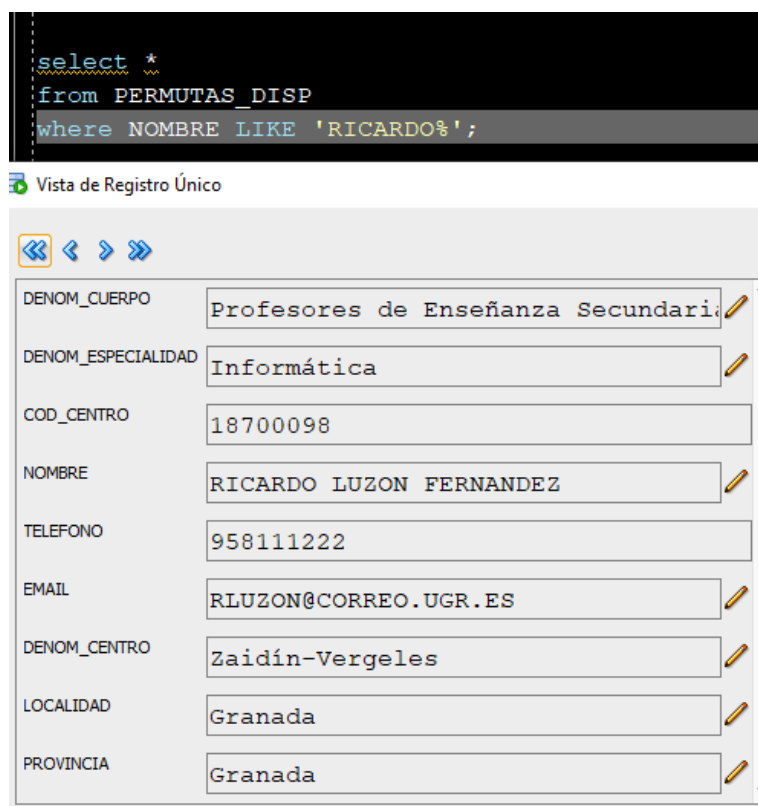 select *
from PERMUTAS_DISP
where NOMBRE LIKE 'RICARDO%';
Vista de Registro Único
DENOM_CUERPO Profesores de Enseñanza Secundaria
DENOM_ESPECIALIDAD Informática
COD_CENTRO 18700098
NOMBRE RICARDO LUZON FERNANDEZ
TELEFONO 958111222
EMAIL RLUZON@CORREO.UGR.ES
DENOM_CENTRO Zaidín-Vergeles
LOCALIDAD Granada
PROVINCIA Granada